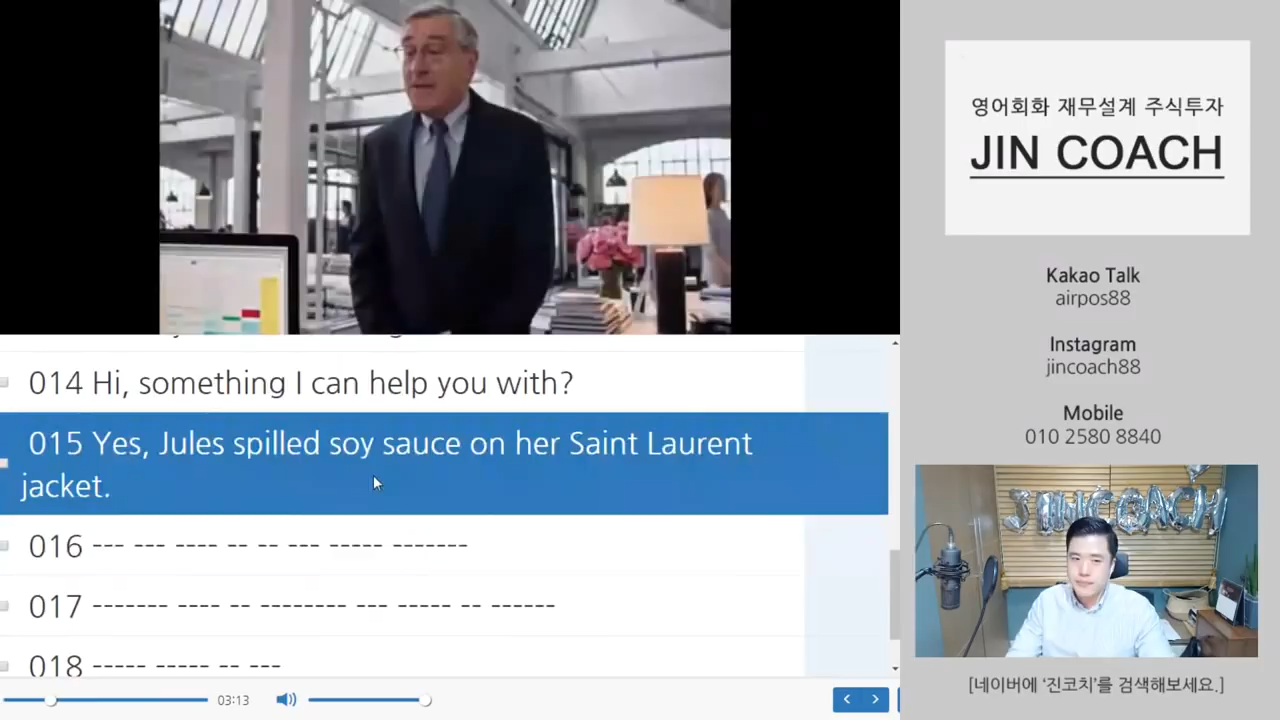 영어회화 재무설계 주식투자
JIN COACH
Kakao Talk
airpos88
Instagram
jincoach88
Mobile
010 2580 8840
JINCOACH
[네이버에 '진코치'를 검색해보세요.]
014 Hi, something I can help you with?
015 Yes, Jules spilled soy sauce on her Saint Laurent
jacket.
016 --- --- ---- -- -- --- ----- -------
017 ------- ---- -- -------- --- ----- -- ------
018 ----- ----- -- ---
03:13